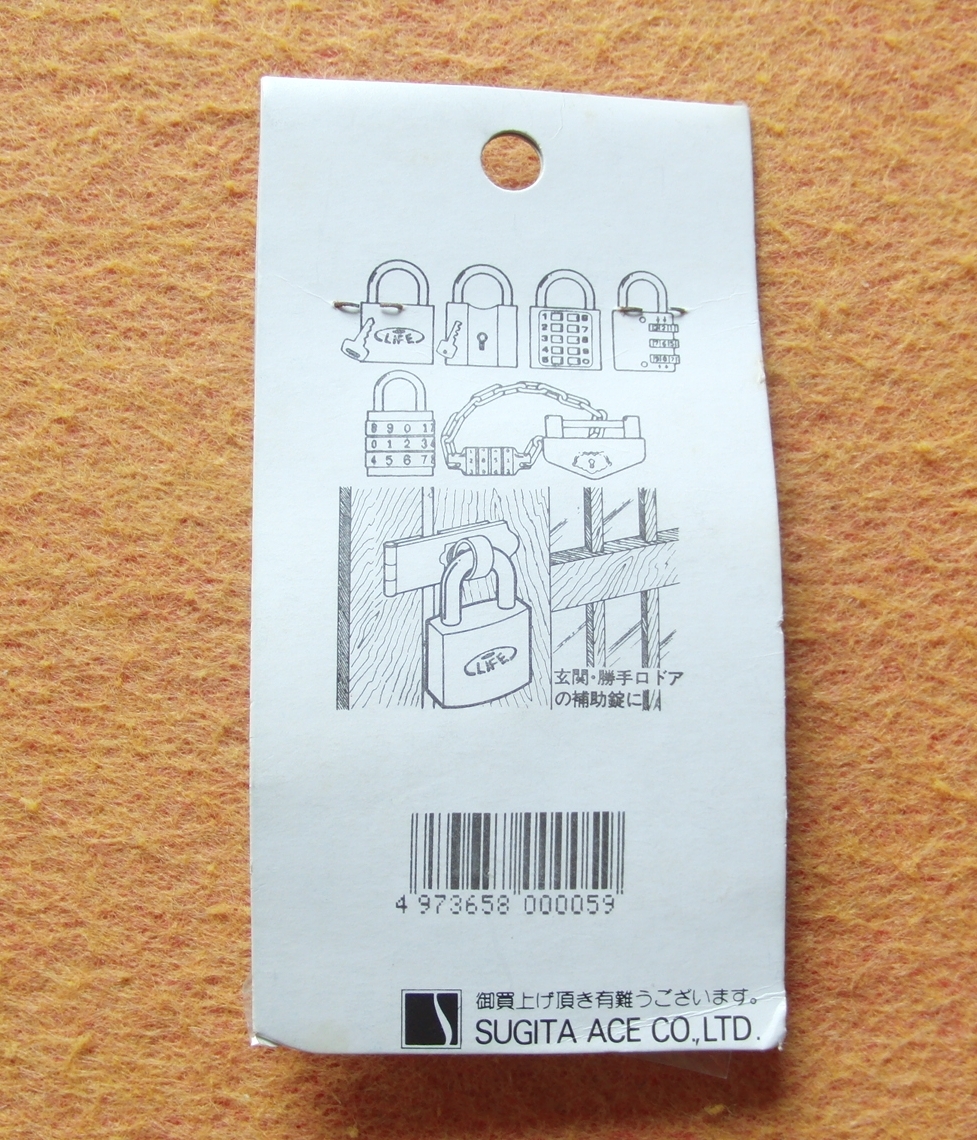 LIFE
8 9 0 1
0 1 2 3 4
4 5 6 7 8
LIFE
玄関・勝手口ドア
の補助錠に
4 973658 000059
御買上げ頂き有難うございます。
SUGITA ACE CO.,LTD.